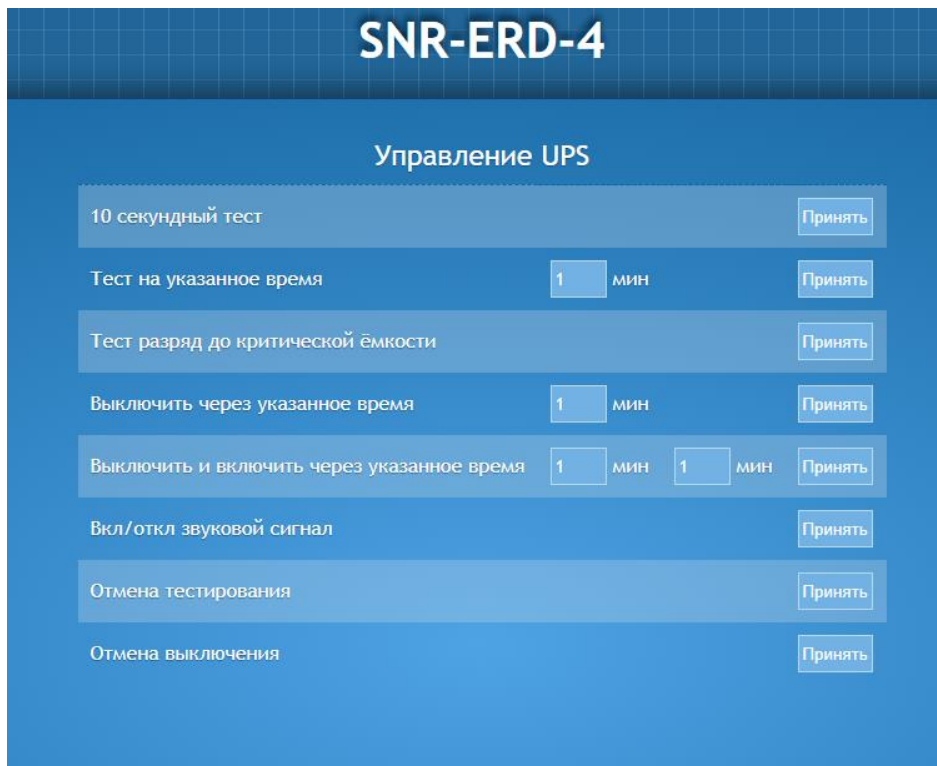 SNR-ERD-4
Управление UPS
10 секундный тест Принять
Тест на указанное время 1 мин Принять
Тест разряд до критической ёмкости Принять
Выключить через указанное время 1 мин Принять
Выключить и включить через указанное время 1 мин 1 мин Принять
Вкл/откл звуковой сигнал Принять
Отмена тестирования Принять
Отмена выключения Принять